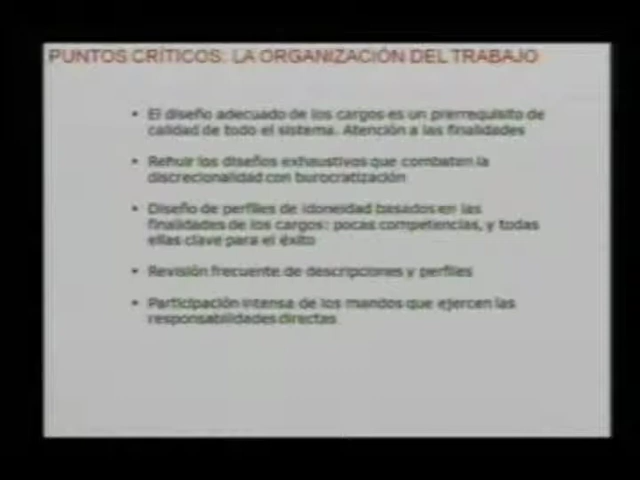 PUNTOS CRÍTICOS: LA ORGANIZACIÓN DEL TRABAJO
• El diseño adecuado de los cargos es un prerrequisito de
calidad de todo el sistema. Atención a las finalidades
• Rehuir los diseños exhaustivos que combaten la
discrecionalidad con burocratización
• Diseño de perfiles de idoneidad basados en las
finalidades de los cargos: pocas competencias, y todas
ellas clave para el éxito
• Revisión frecuente de descripciones y perfiles
• Participación intensa de los mandos que ejercen las
responsabilidades directas